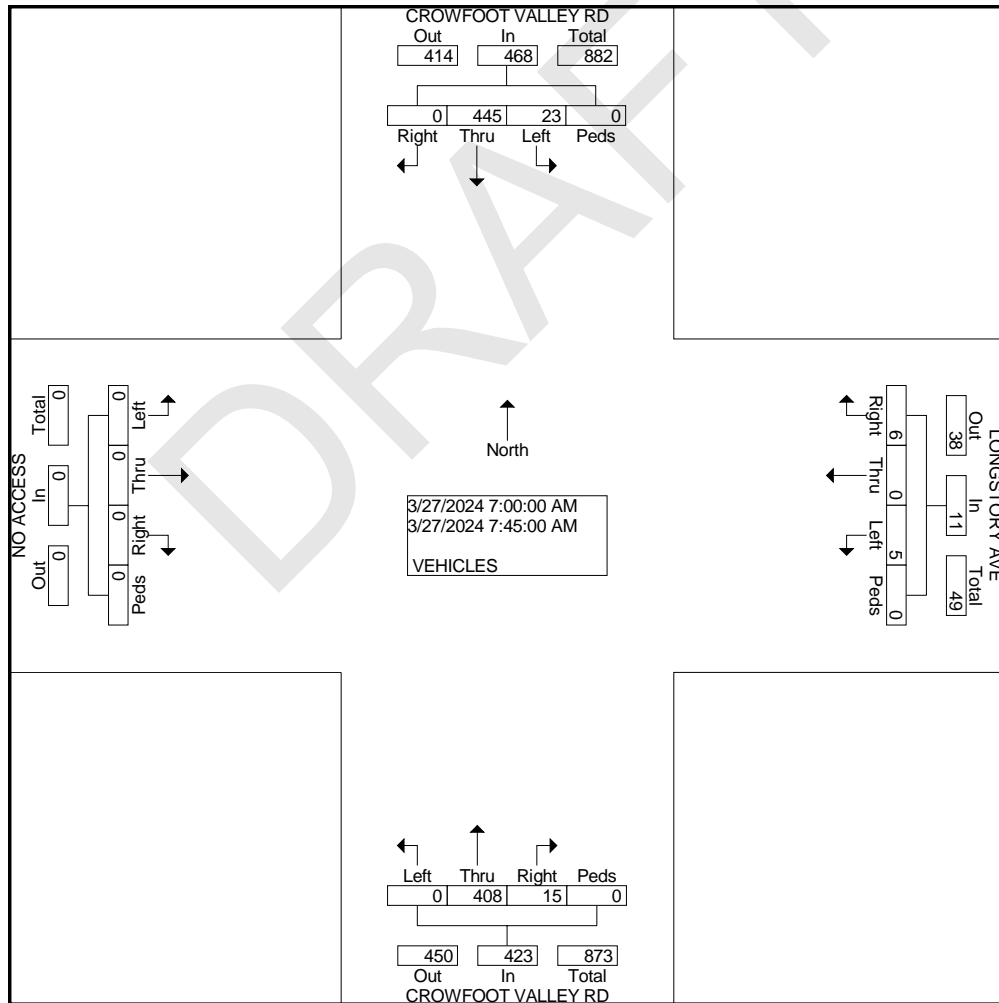 CROWFOOT VALLEY RD
Out In Total
414 468 882
0 445 23 0
Right Thru Left Peds
DRAFT
NO ACCESS
Total In Out
0 0 0
0 0 0 0
Left Thru Right Peds
North
3/27/2024 7:00:00 AM
3/27/2024 7:45:00 AM
VEHICLES
Right Thru Left Peds
6 0 5 0
Out In Total
38 11 49
LONGSTORY AVE
Left Thru Right Peds
0 408 15 0
450 423 873
Out In Total
CROWFOOT VALLEY RD